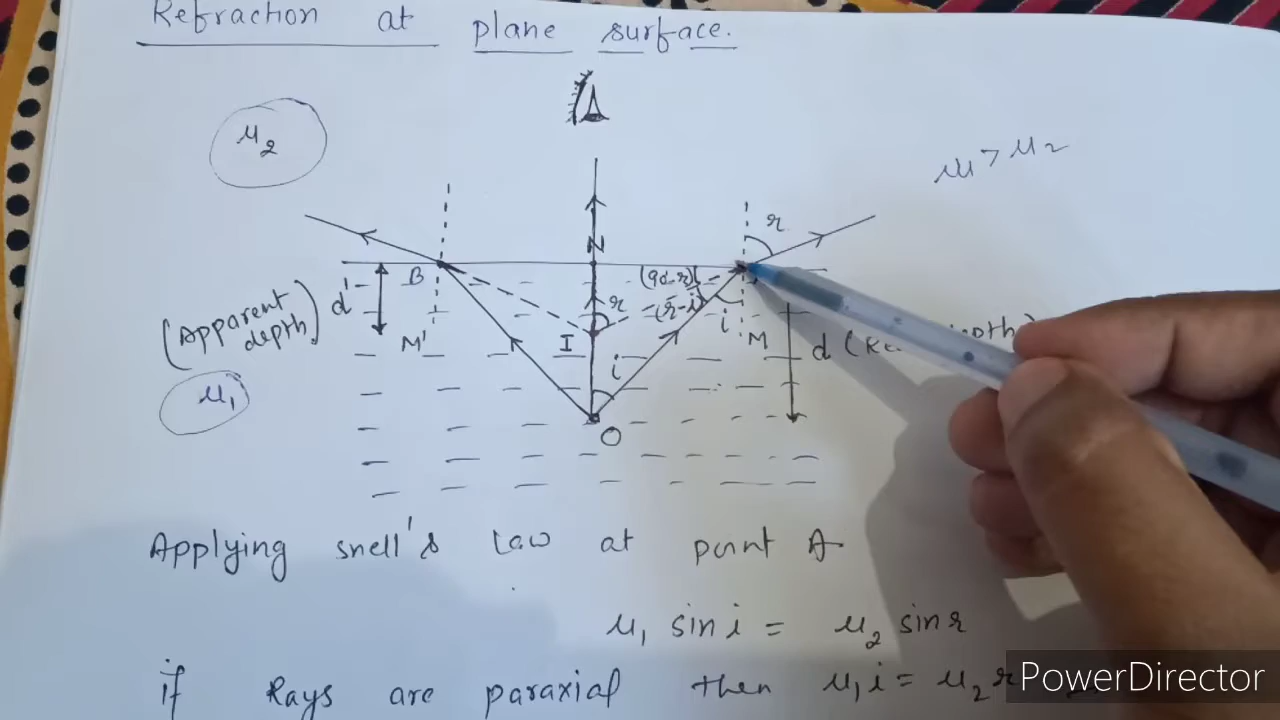 Refraction at plane surface.
μ2
μ1 > μ2
r
N
B
(90-r)
d'
(Apparent depth)
r
(r-i)
i
I
M'
M
d
i
μ1
O
Applying snell's law at point A
μ1 sin i = μ2 sin r
if Rays are paraxial then μ1 i = μ2 r
PowerDirector